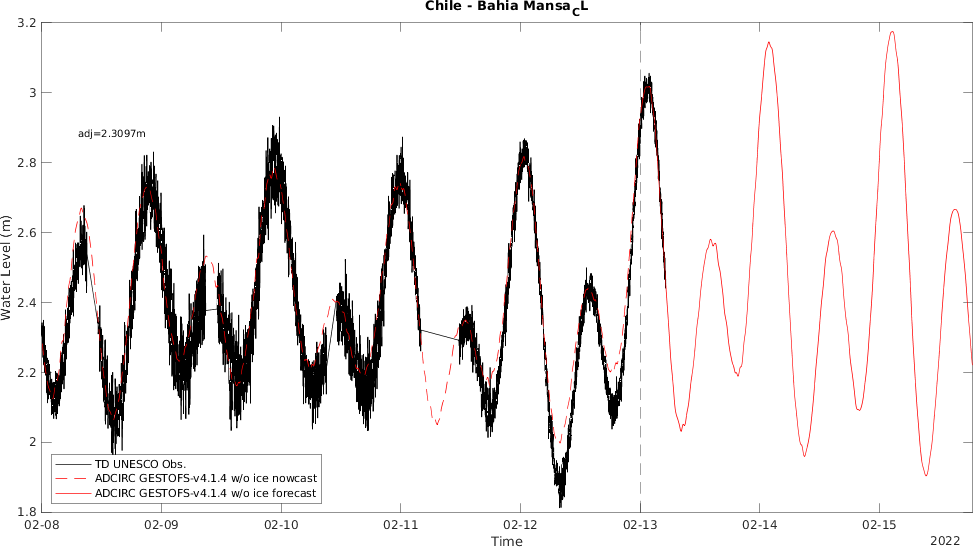 Chile - Bahia MansaCL
3.2
3
2.8
2.6
2.4
2.2
2
1.8
Water Level (m)
adj=2.3097m
TD UNESCO Obs.
ADCIRC GESTOFS-v4.1.4 w/o ice nowcast
ADCIRC GESTOFS-v4.1.4 w/o ice forecast
02-08 02-09 02-10 02-11 02-12 02-13 02-14 02-15
Time
2022